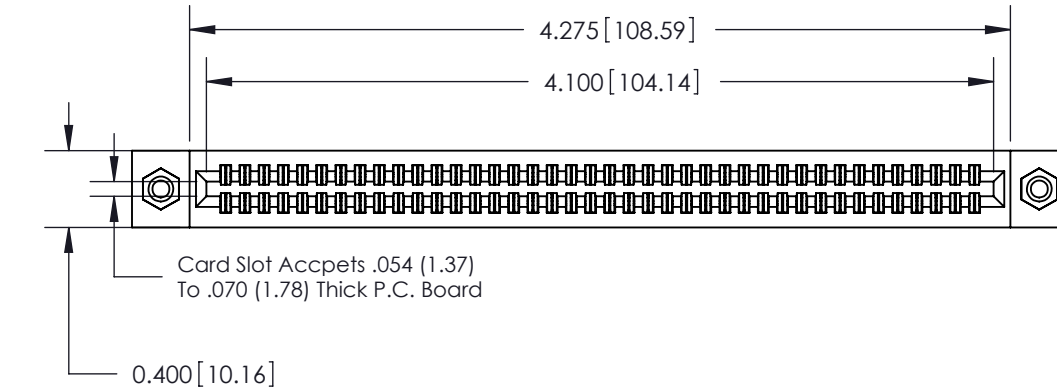 4.275[108.59]
4.100[104.14]
Card Slot Accpets .054 (1.37)
To .070 (1.78) Thick P.C. Board
0.400[10.16]